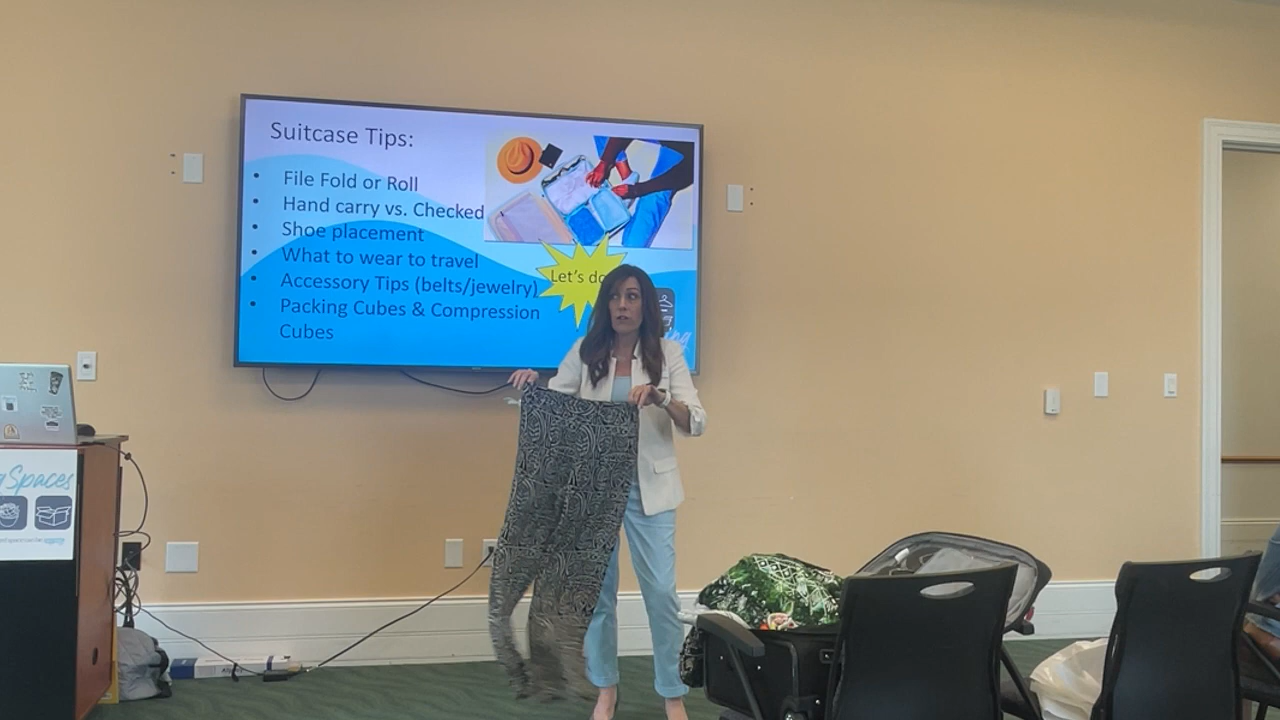 Suitcase Tips:
• File Fold or Roll
• Hand carry vs. Checked
• Shoe placement
• What to wear to travel
• Accessory Tips (belts/jewelry)
• Packing Cubes & Compression
Cubes
Let's do
Spaces